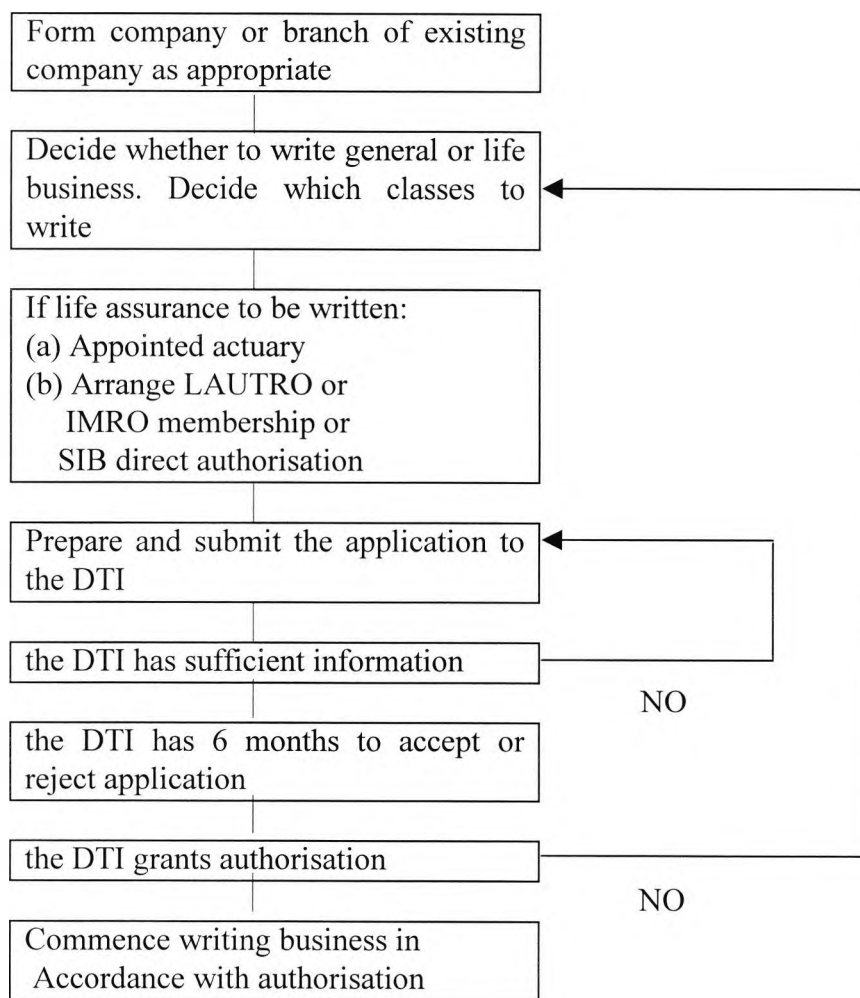 Form company or branch of existing
company as appropriate
Decide whether to write general or life
business. Decide which classes to
write
If life assurance to be written:
(a) Appointed actuary
(b) Arrange LAUTRO or
IMRO membership or
SIB direct authorisation
Prepare and submit the application to
the DTI
the DTI has sufficient information
NO
the DTI has 6 months to accept or
reject application
the DTI grants authorisation
NO
Commence writing business in
Accordance with authorisation